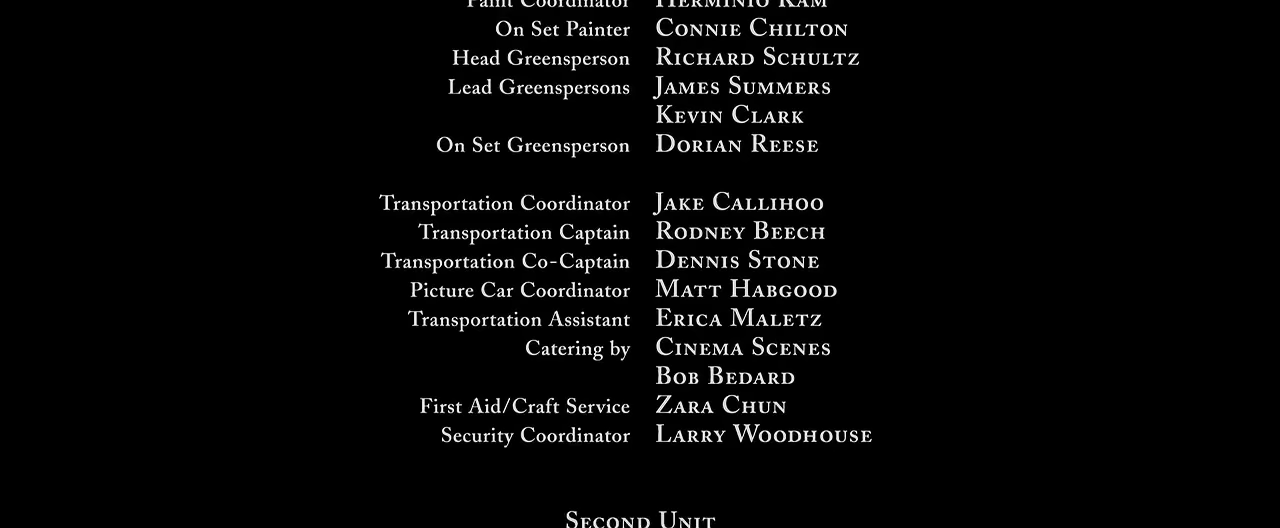 Paint Coordinator Herminio Kam
On Set Painter Connie Chilton
Head Greensperson Richard Schultz
Lead Greenspersons James Summers
Kevin Clark
On Set Greensperson Dorian Reese
Transportation Coordinator Jake Callihoo
Transportation Captain Rodney Beech
Transportation Co-Captain Dennis Stone
Picture Car Coordinator Matt Habgood
Transportation Assistant Erica Maletz
Catering by Cinema Scenes
Bob Bedard
First Aid/Craft Service Zara Chun
Security Coordinator Larry Woodhouse
Second Unit